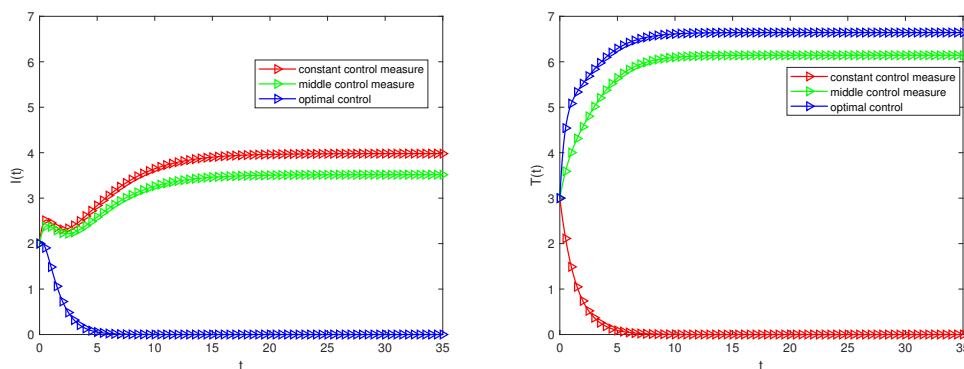 6
5
4
3
2
1
0
I(t)
0 5 10 15 20 25 30 35
t
constant control measure
middle control measure
optimal control
7
6
5
4
3
2
1
0
T(t)
0 5 10 15 20 25 30 35
t
constant control measure
middle control measure
optimal control